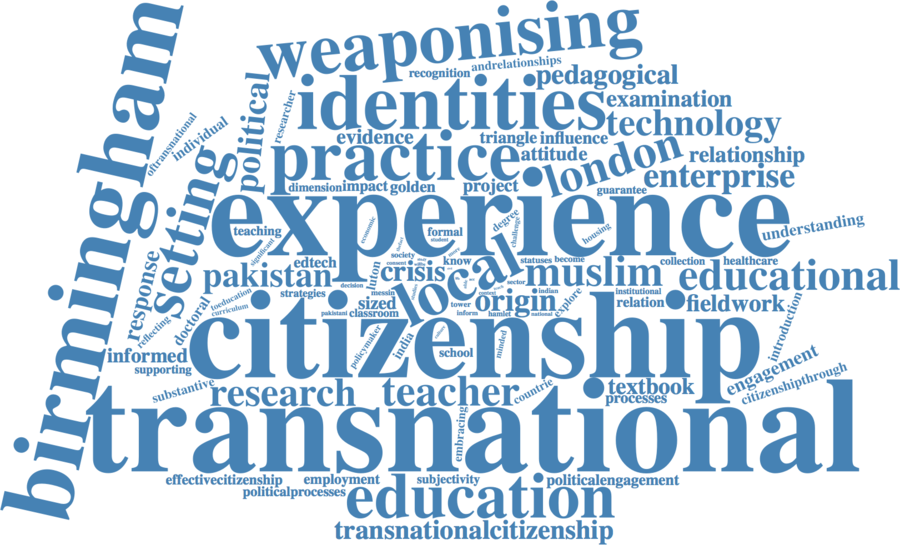 weaponising
recognition
andrelationships
pedagogical
identities
examination
researcher
political
oftransnational
individual
evidence
triangle
influence
technology
practice
attitude
london
relationship
birmingham
setting
dimension
impact
golden
project
guarantee
enterprise
experience
teaching
economic
formal
student
degree
challenge
housing
understanding
significant
society
consent
edtech
pakistan
decision
luton
crisis
know
local
statuses
become
collection
healthcare
sector
muslim
educational
response
reflecting
doctoral
toeducation
curriculum
strategies
messin
sized
pakistani
classroom
tower
inform
origin
hamlet
indian
national
explore
institutional
relation
fieldwork
introduction
citizenship
informed
supporting
policymaker
india
school
minded
engagement
citizenshipthrough
substantive
research
teacher
countrie
textbook
processes
transnational
embracing
effectivecitizenship
employment
subjectivity
politicalengagement
politicalprocesses
education
transnationalcitizenship